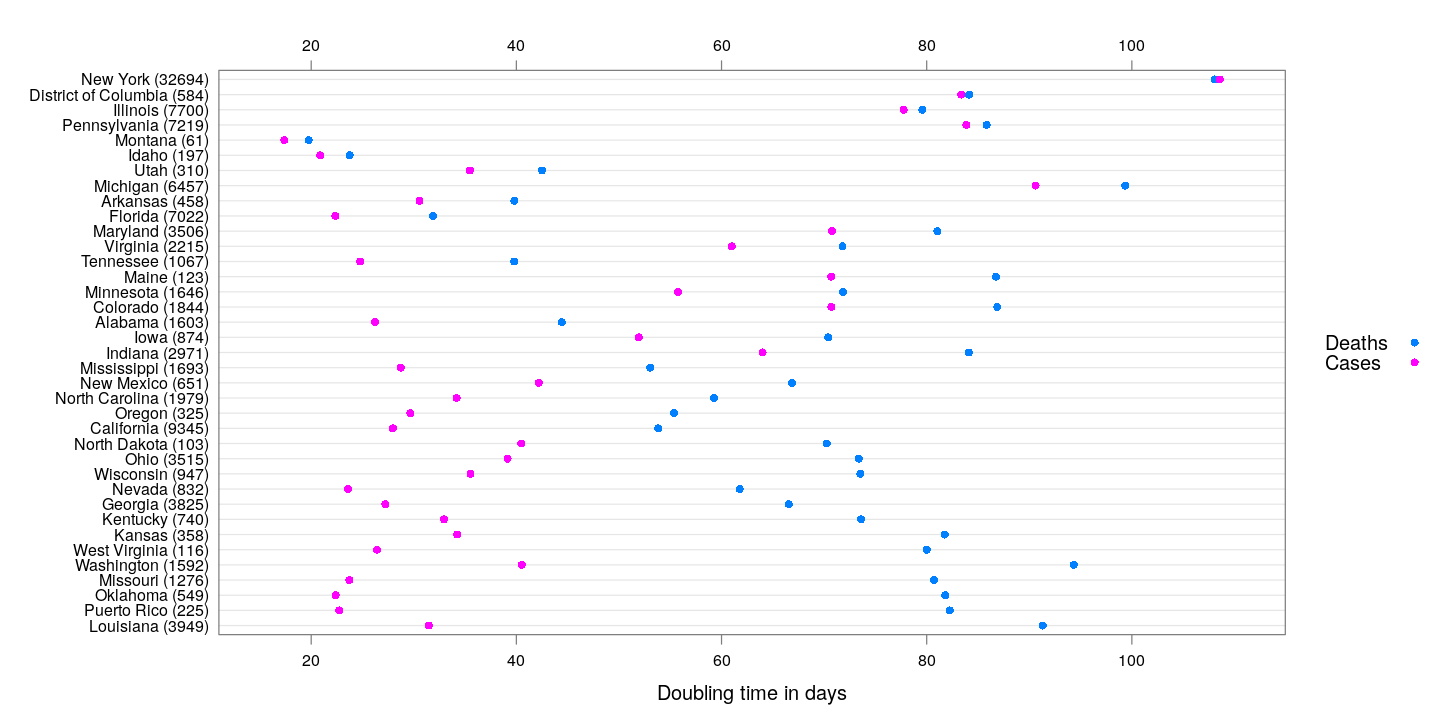 20 40 60 80 100
New York (32694)
District of Columbia (584)
Illinois (7700)
Pennsylvania (7219)
Montana (61)
Idaho (197)
Utah (310)
Michigan (6457)
Arkansas (458)
Florida (7022)
Maryland (3506)
Virginia (2215)
Tennessee (1067)
Maine (123)
Minnesota (1646)
Colorado (1844)
Alabama (1603)
Iowa (874)
Indiana (2971)
Mississippi (1693)
New Mexico (651)
North Carolina (1979)
Oregon (325)
California (9345)
North Dakota (103)
Ohio (3515)
Wisconsin (947)
Nevada (832)
Georgia (3825)
Kentucky (740)
Kansas (358)
West Virginia (116)
Washington (1592)
Missouri (1276)
Oklahoma (549)
Puerto Rico (225)
Louisiana (3949)
20 40 60 80 100
Doubling time in days
Deaths
Cases